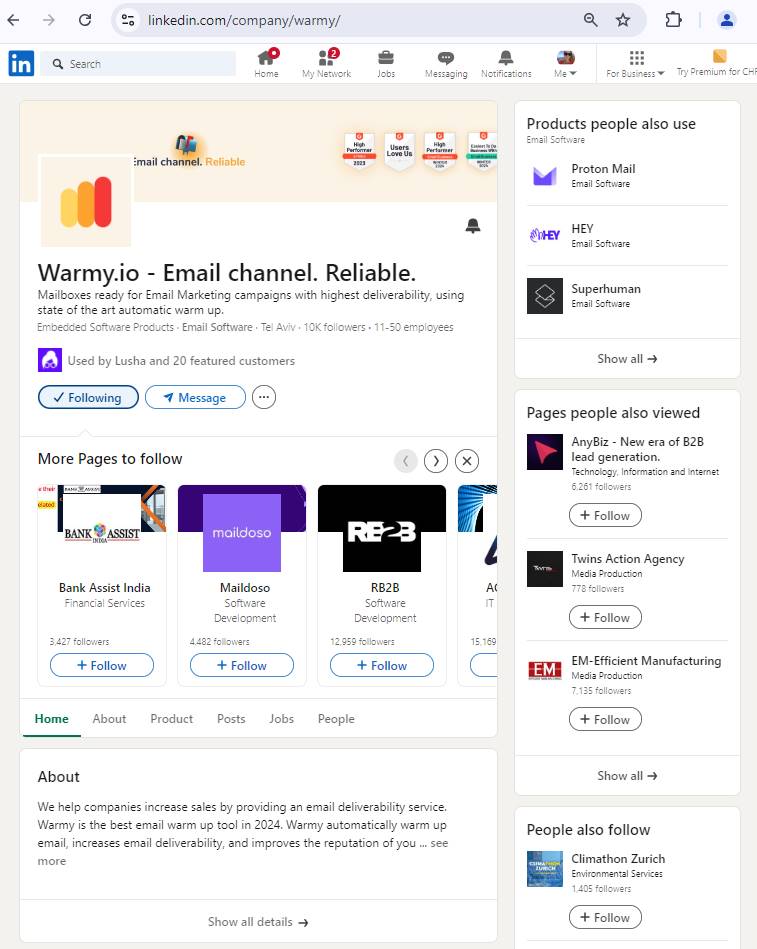 linkedin.com/company/warmy/
in
Search
Home
2
My Network
Jobs
Messaging
Notifications
Me
For Business
Try Premium for CHF
Email channel. Reliable
High Performer
2023
Users Love Us
High Performer
WINTER
2024
Easiest To Do Business With
WINTER
2024
Warmy.io - Email channel. Reliable.
Mailboxes ready for Email Marketing campaigns with highest deliverability, using
state of the art automatic warm up.
Embedded Software Products · Email Software · Tel Aviv · 10K followers • 11-50 employees
Used by Lusha and 20 featured customers
Following
Message
More Pages to follow
BANK ASSIST
INDIA
Bank Assist India
Financial Services
3,427 followers
+ Follow
maildoso
Maildoso
Software
Development
4,482 followers
+ Follow
RB2B
RB2B
Software
Development
12,959 followers
+ Follow
IT
15,169
Home
About
Product
Posts
Jobs
People
About
We help companies increase sales by providing an email deliverability service.
Warmy is the best email warm up tool in 2024. Warmy automatically warm up
email, increases email deliverability, and improves the reputation of you ... see
more
Show all details →
Products people also use
Email Software
Proton Mail
Email Software
HEY
HEY
Email Software
Superhuman
Email Software
Show all →
Pages people also viewed
AnyBiz - New era of B2B
lead generation.
Technology, Information and Internet
6,261 followers
+ Follow
Twins Action Agency
Media Production
778 followers
+ Follow
EM
EM-Efficient Manufacturing
Media Production
7,135 followers
+ Follow
Show all →
People also follow
CLIMATHON
ZURICH
Climathon Zurich
Environmental Services
1,405 followers
+ Follow